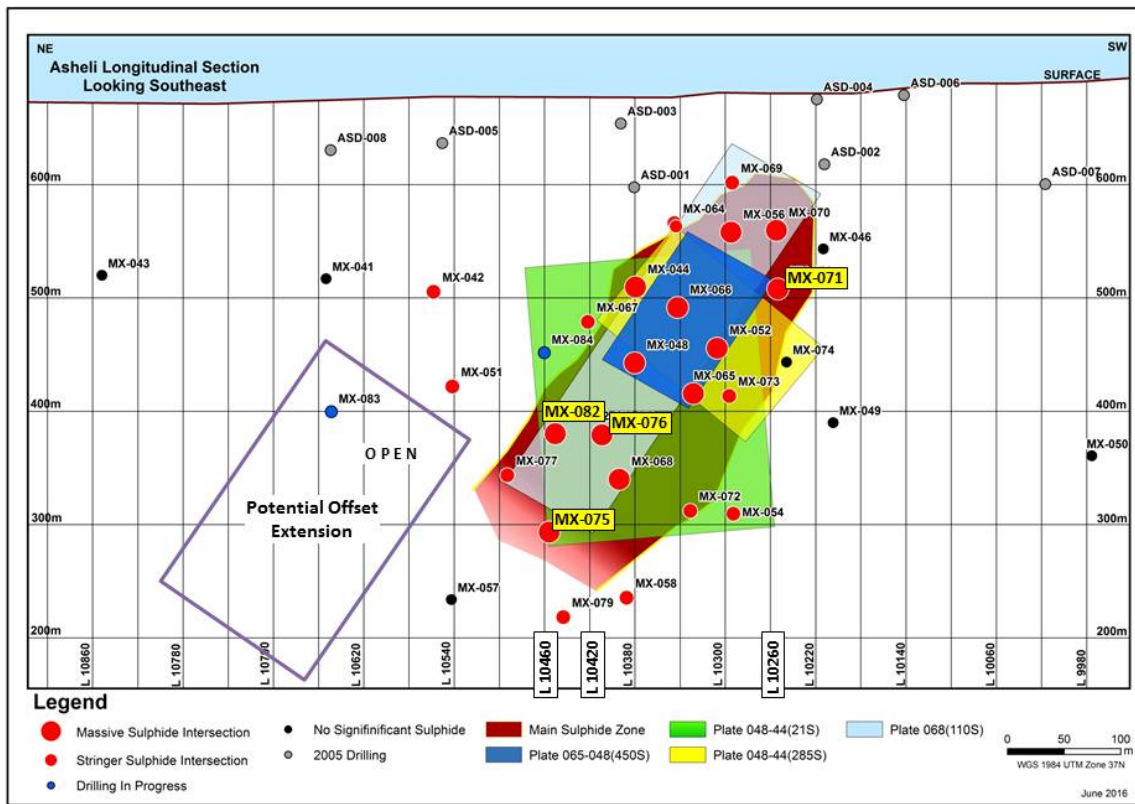 NE
SW
Asheli Longitudinal Section
Looking Southeast
SURFACE
ASD-004
ASD-006
ASD-003
ASD-005
ASD-008
ASD-002
ASD-001
ASD-007
600m
600m
MX-069
MX-064
MX-056
MX-070
MX-046
MX-043
MX-041
MX-042
MX-044
MX-071
500m
500m
MX-066
MX-067
MX-084
MX-048
MX-052
MX-074
MX-051
MX-065
MX-073
MX-083
400m
400m
MX-082
MX-076
MX-049
OPEN
MX-050
MX-077
MX-068
Potential Offset
Extension
MX-072
MX-054
MX-075
300m
300m
MX-057
MX-058
MX-079
200m
200m
L 10860
L 10780
L 10620
L 10540
L 10460
L 10420
L 10380
L 10300
L 10260
L 10220
L 10140
L 10060
L 9980
Legend
Massive Sulphide Intersection
Stringer Sulphide Intersection
Drilling In Progress
No Signifinificant Sulphide
2005 Drilling
Main Sulphide Zone
Plate 065-048(450S)
Plate 048-44(21S)
Plate 048-44(285S)
Plate 068(110S)
0 50 100
m
WGS 1984 UTM Zone 37N
June 2016